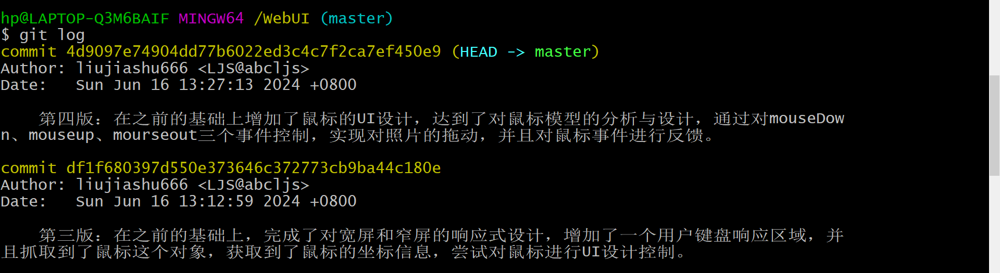 hp@LAPTOP-Q3M6BAIF MINGW64 /WebUI (master)
$ git log
commit 4d9097e74904dd77b6022ed3c4c7f2ca7ef450e9 (HEAD -> master)
Author: liujiashu666 <LJS@abcljs>
Date:   Sun Jun 16 13:27:13 2024 +0800
第四版：在之前的基础上增加了鼠标的UI设计，达到了对鼠标模型的分析与设计，通过对mouseDow
n、mouseup、mourseout三个事件控制，实现对照片的拖动，并且对鼠标事件进行反馈。
commit df1f680397d550e373646c372773cb9ba44c180e
Author: liujiashu666 <LJS@abcljs>
Date:   Sun Jun 16 13:12:59 2024 +0800
第三版：在之前的基础上，完成了对宽屏和窄屏的响应式设计，增加了一个用户键盘响应区域，并
且抓取到了鼠标这个对象，获取到了鼠标的坐标信息，尝试对鼠标进行UI设计控制。